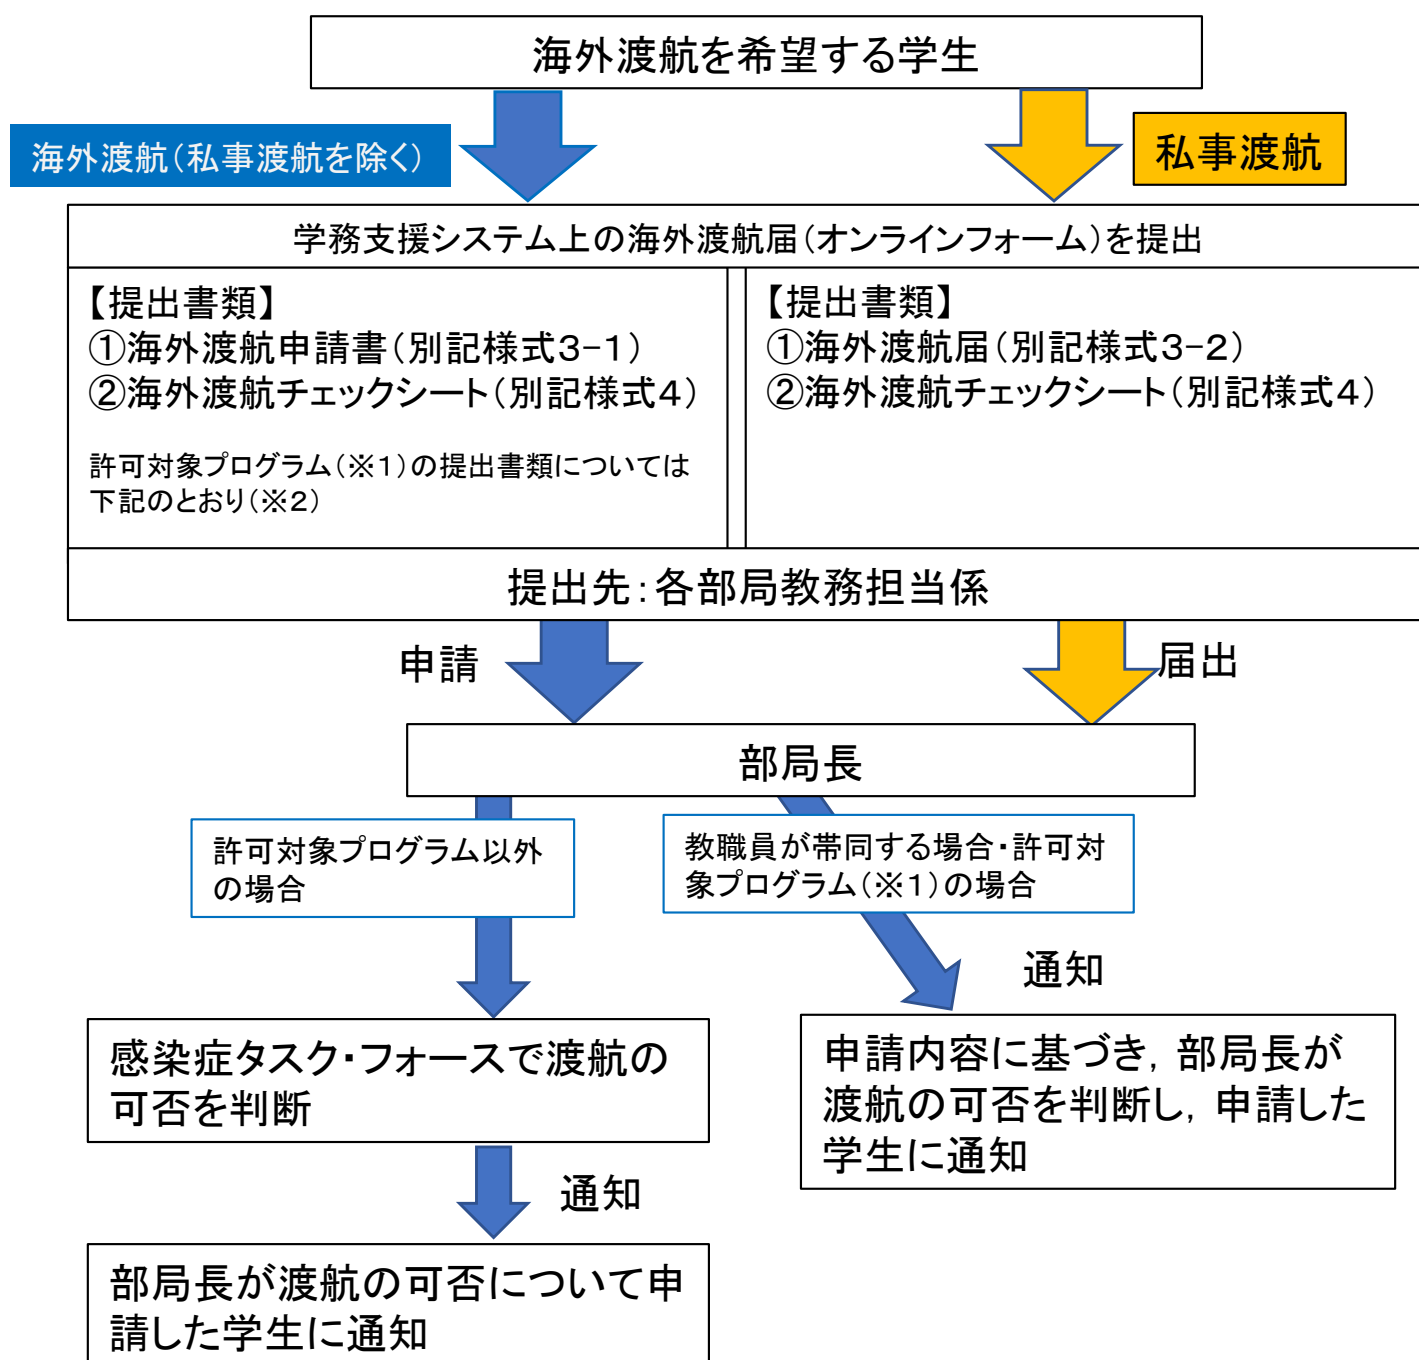 海外渡航を希望する学生
海外渡航（私事渡航を除く）
私事渡航
学務支援システム上の海外渡航届（オンラインフォーム）を提出
【提出書類】
①海外渡航申請書（別記様式３−１）
②海外渡航チェックシート（別記様式４）
許可対象プログラム（※１）の提出書類については
下記のとおり（※２）
【提出書類】
①海外渡航届（別記様式３−２）
②海外渡航チェックシート（別記様式４）
提出先：各部局教務担当係
申請
届出
部局長
許可対象プログラム以外
の場合
教職員が帯同する場合・許可対
象プログラム（※１）の場合
通知
感染症タスク・フォースで渡航の
可否を判断
申請内容に基づき，部局長が
渡航の可否を判断し，申請した
学生に通知
通知
部局長が渡航の可否について申
請した学生に通知